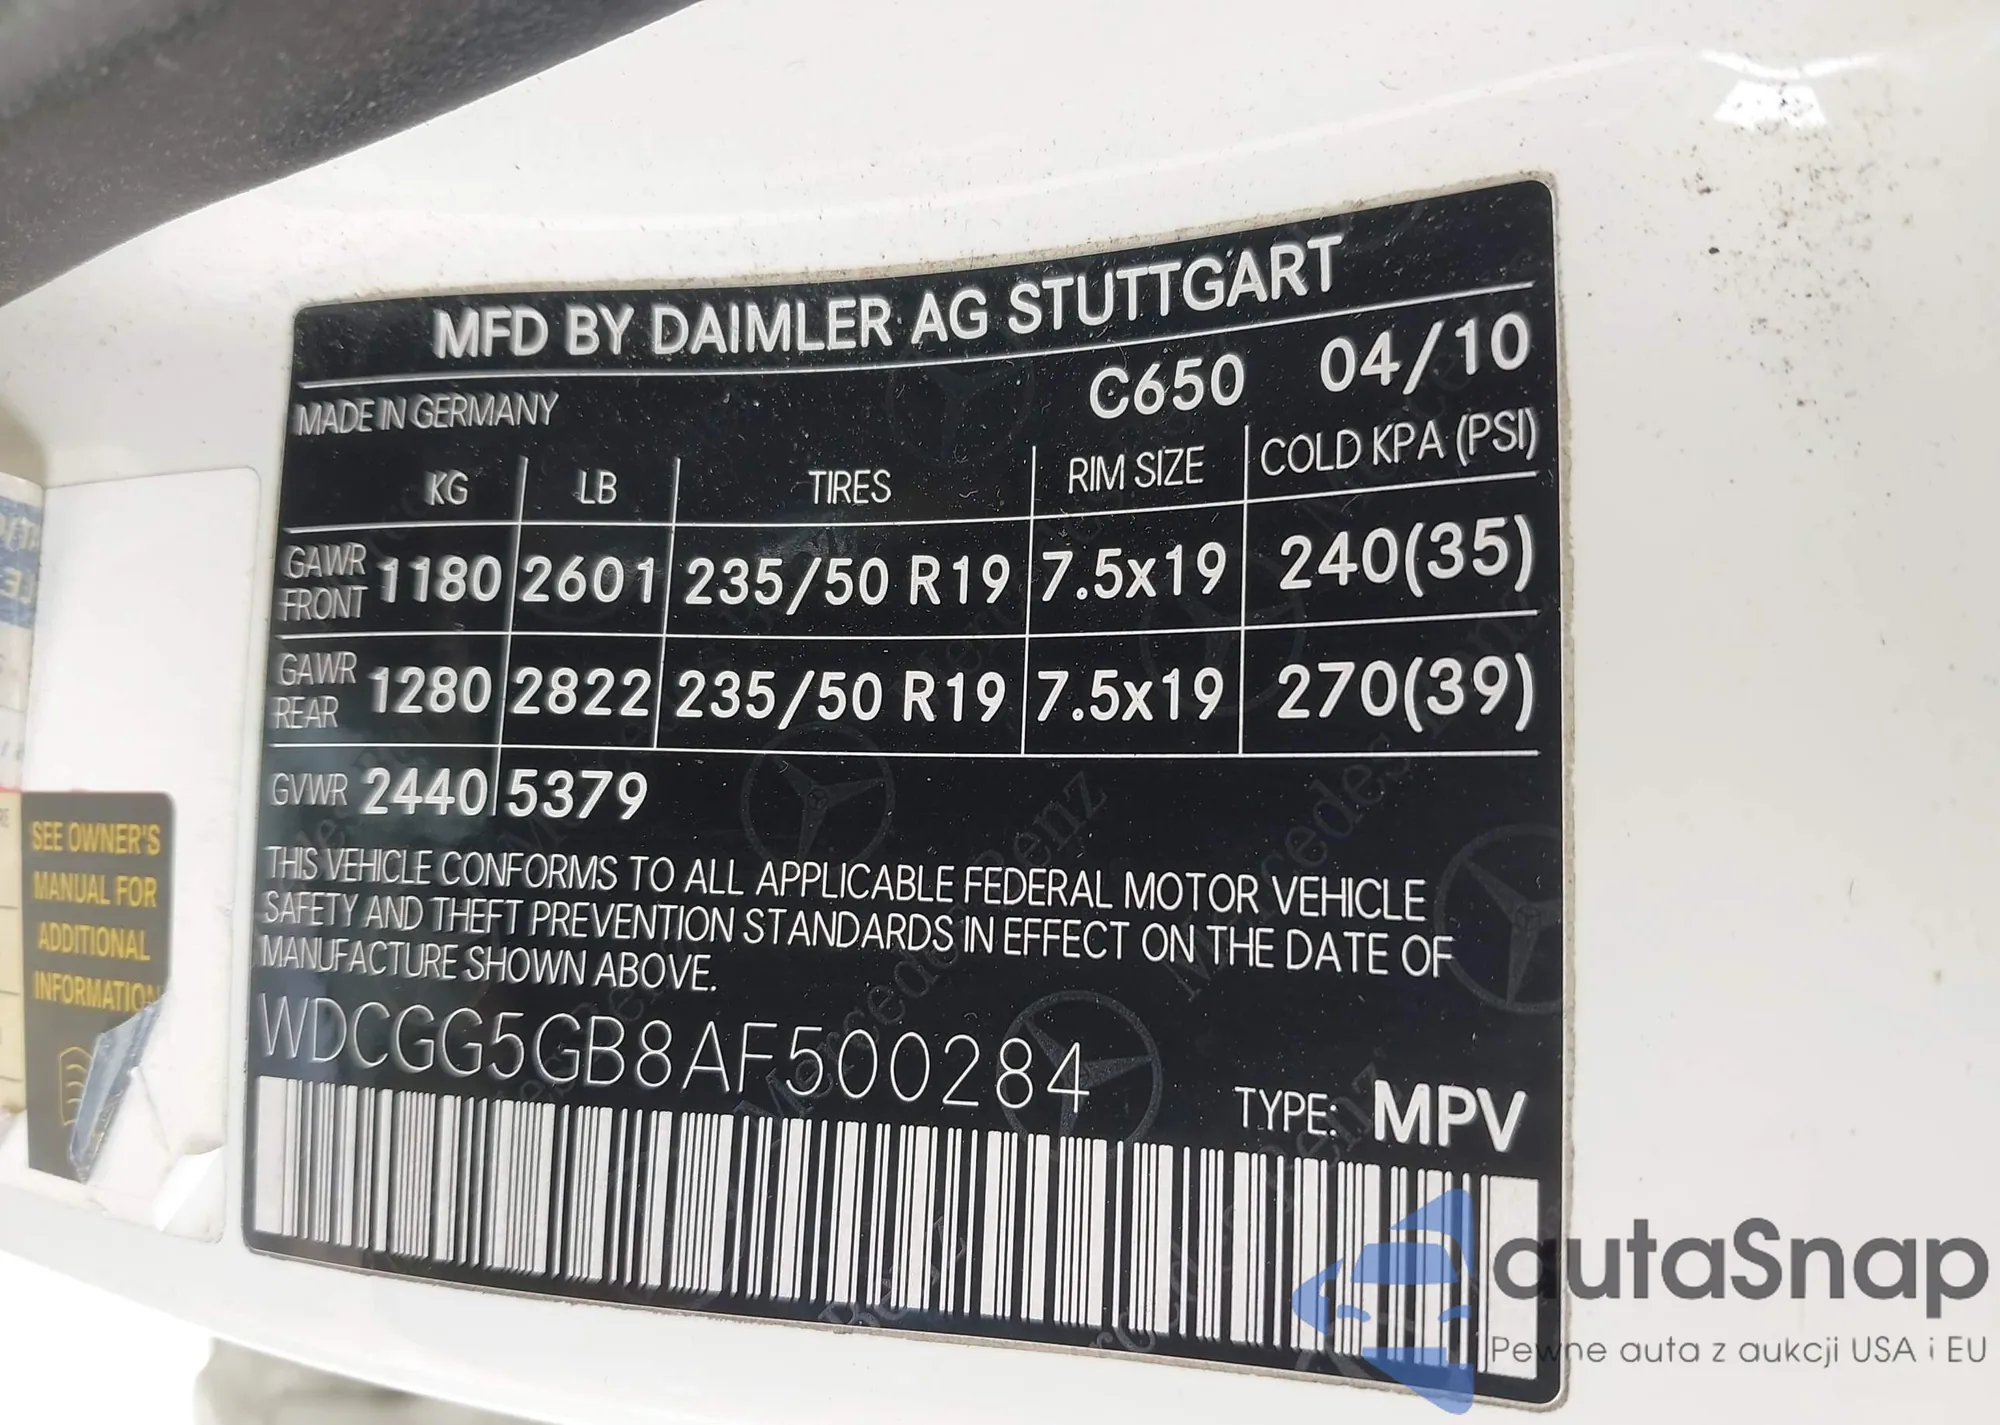 MFD BY DAIMLER AG STUTTGART
MADE IN GERMANY C650 04/10
KG LB TIRES RIM SIZE COLD KPA (PSI)
GAWR FRONT 1180 2601 235/50 R19 7.5x19 240(35)
GAWR REAR 1280 2822 235/50 R19 7.5x19 270(39)
GVWR 2440 5379
THIS VEHICLE CONFORMS TO ALL APPLICABLE FEDERAL MOTOR VEHICLE
SAFETY AND THEFT PREVENTION STANDARDS IN EFFECT ON THE DATE OF
MANUFACTURE SHOWN ABOVE.
WDCGG5GB8AF500284
TYPE: MPV
SEE OWNER'S
MANUAL FOR
ADDITIONAL
INFORMATION
autaSnap
Pewne auta z aukcji USA i EU